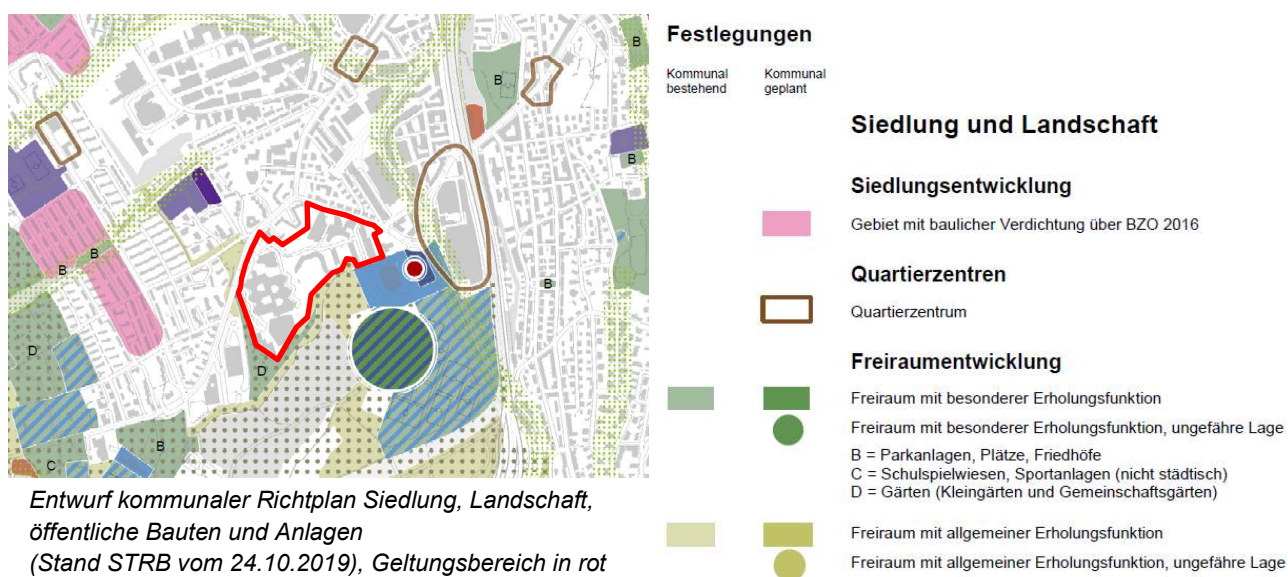 B
B
B
B
B
B
B
D
D
B
C
Entwurf kommunaler Richtplan Siedlung, Landschaft,
öffentliche Bauten und Anlagen
(Stand STRB vom 24.10.2019), Geltungsbereich in rot
Festlegungen
Kommunal bestehend
Kommunal geplant
Siedlung und Landschaft
Siedlungsentwicklung
Gebiet mit baulicher Verdichtung über BZO 2016
Quartierzentren
Quartierzentrum
Freiraumentwicklung
Freiraum mit besonderer Erholungsfunktion
Freiraum mit besonderer Erholungsfunktion, ungefähre Lage
B = Parkanlagen, Plätze, Friedhöfe
C = Schulspielwiesen, Sportanlagen (nicht städtisch)
D = Gärten (Kleingärten und Gemeinschaftsgärten)
Freiraum mit allgemeiner Erholungsfunktion
Freiraum mit allgemeiner Erholungsfunktion, ungefähre Lage